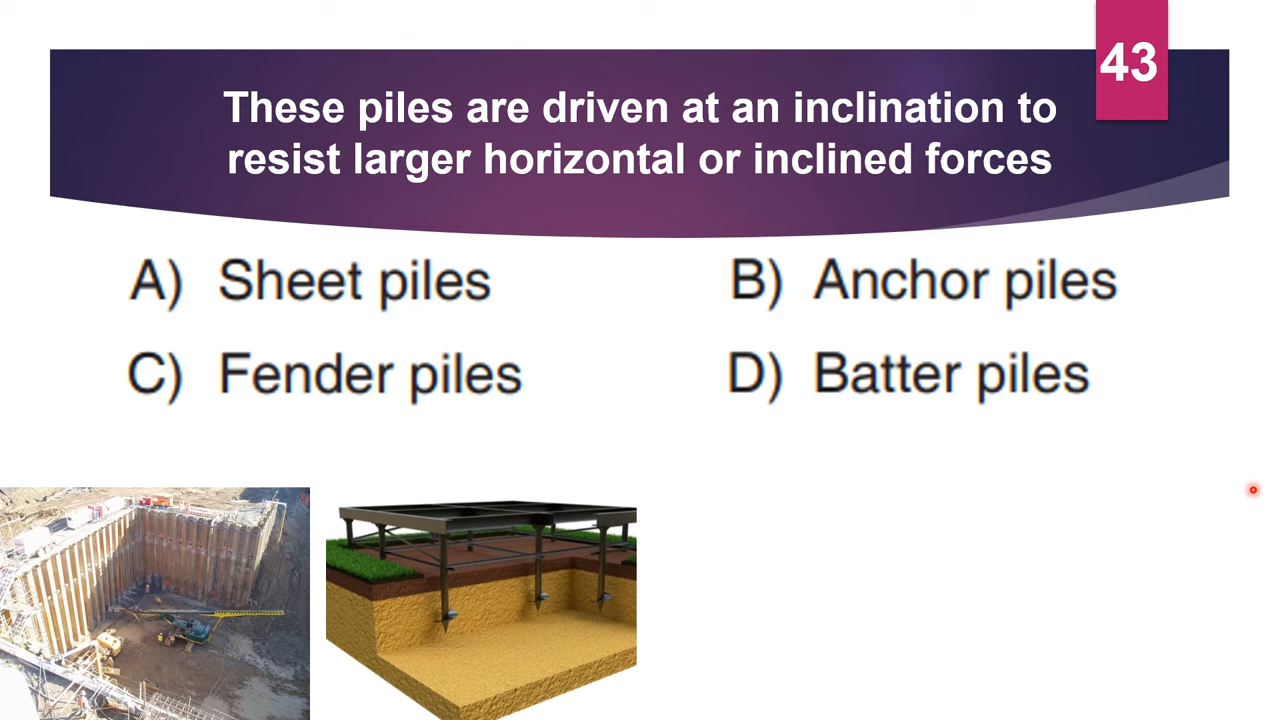 43
These piles are driven at an inclination to
resist larger horizontal or inclined forces
A) Sheet piles
B) Anchor piles
C) Fender piles
D) Batter piles